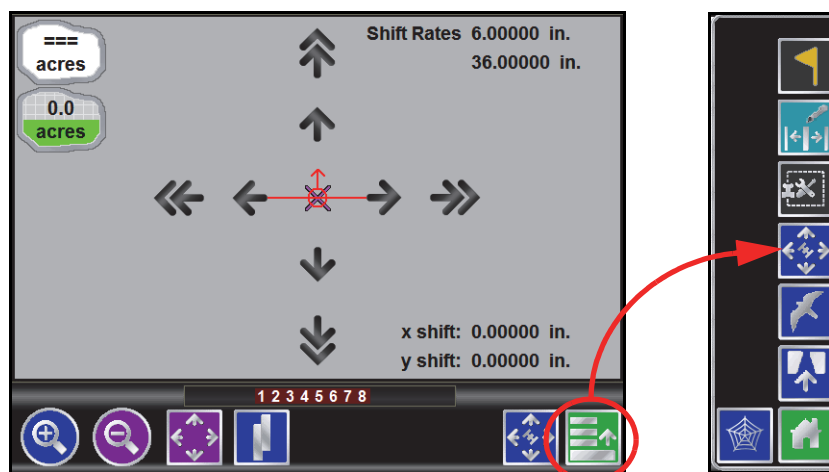 ===
acres
0.0
acres
Shift Rates 6.00000 in.
36.00000 in.
x shift: 0.00000 in.
y shift: 0.00000 in.
1 2 3 4 5 6 7 8